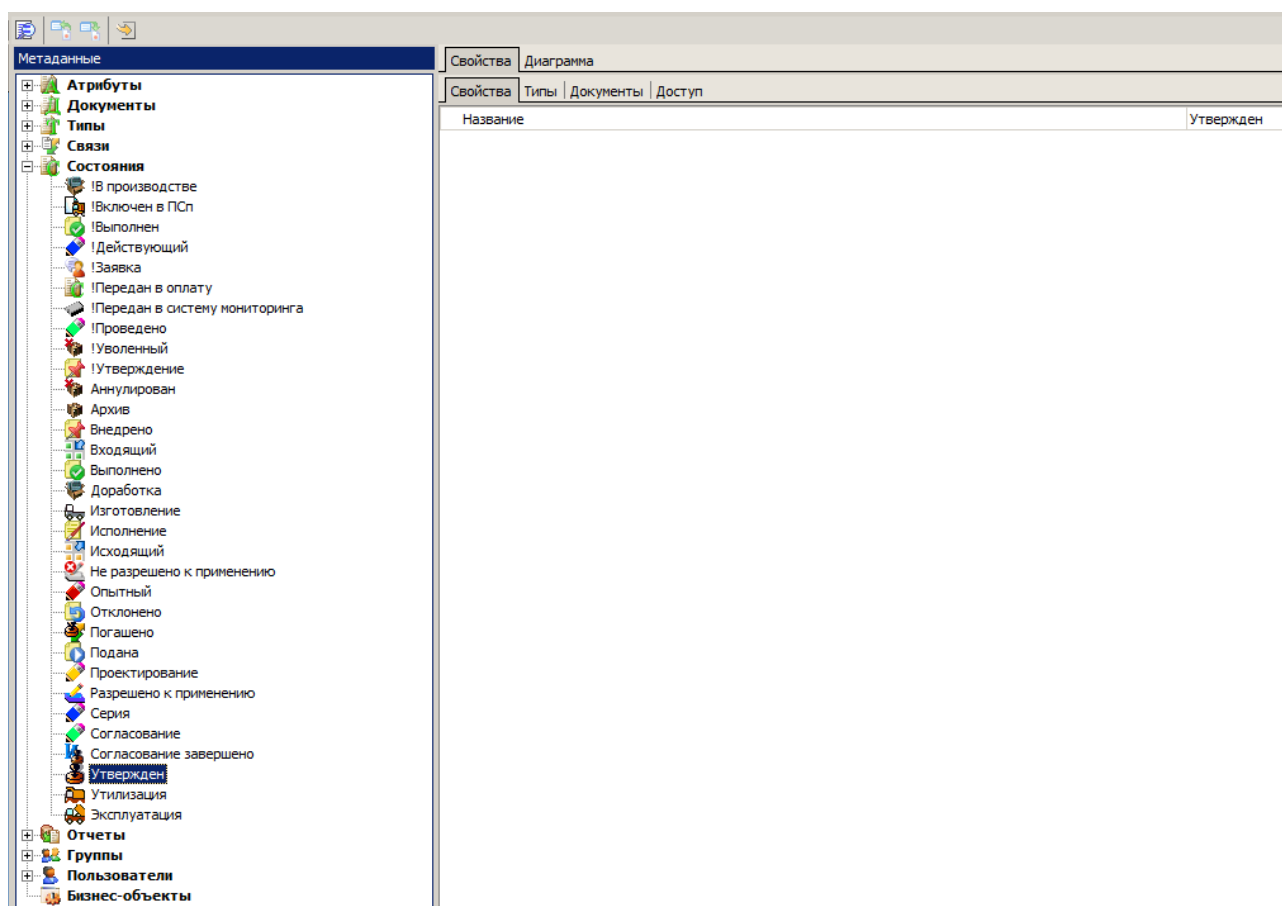 Метаданные
Атрибуты
Документы
Типы
Связи
Состояния
!В производстве
!Включен в ПСп
!Выполнен
!Действующий
!Заявка
!Передан в оплату
!Передан в систему мониторинга
!Проведено
!Уволенный
!Утверждение
Аннулирован
Архив
Внедрено
Входящий
Выполнено
Доработка
Изготовление
Исполнение
Исходящий
Не разрешено к применению
Опытный
Отклонено
Погашено
Подана
Проектирование
Разрешено к применению
Серия
Согласование
Согласование завершено
Утвержден
Утилизация
Эксплуатация
Отчеты
Группы
Пользователи
Бизнес-объекты
Свойства Диаграмма
Свойства Типы Документы Доступ
Название Утвержден